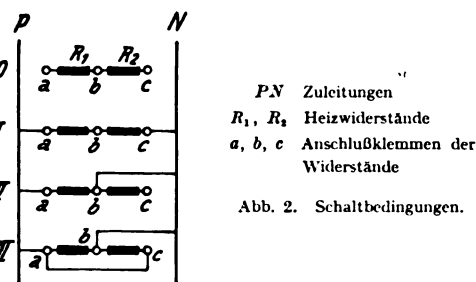 P N
0 R₁ R₂
a b c
I
a b c
II
a b c
III b
a c
PN Zuleitungen
R₁, R₂ Heizwiderstände
a, b, c Anschlußklemmen der
Widerstände
Abb. 2. Schaltbedingungen.